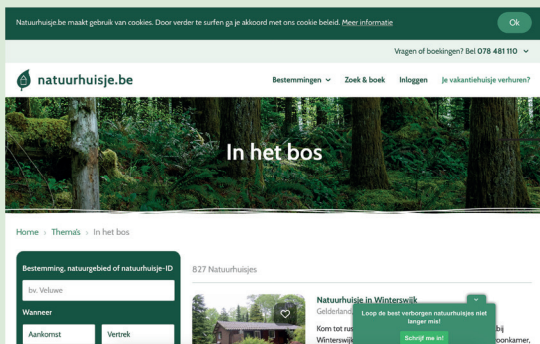 Natuurhuisje.be maakt gebruik van cookies. Door verder te surfen ga je akkoord met ons cookie beleid. Meer informatie
Ok
Vragen of boekingen? Bel 078 481 110
natuurhuisje.be
Bestemmingen
Zoek & boek
Inloggen
Je vakantiehuisje verhuren?
In het bos
Home › Thema's › In het bos
Bestemming, natuurgebied of natuurhuisje-ID
bv. Veluwe
Wanneer
Aankomst
Vertrek
827 Natuurhuisjes
Natuurhuisje in Winterswijk
Gelderland,
Kom tot rus
bij
Winterswijk
oonkamer,
Loop de best verborgen natuurhuisjes niet
langer mis!
Schrijf me in!